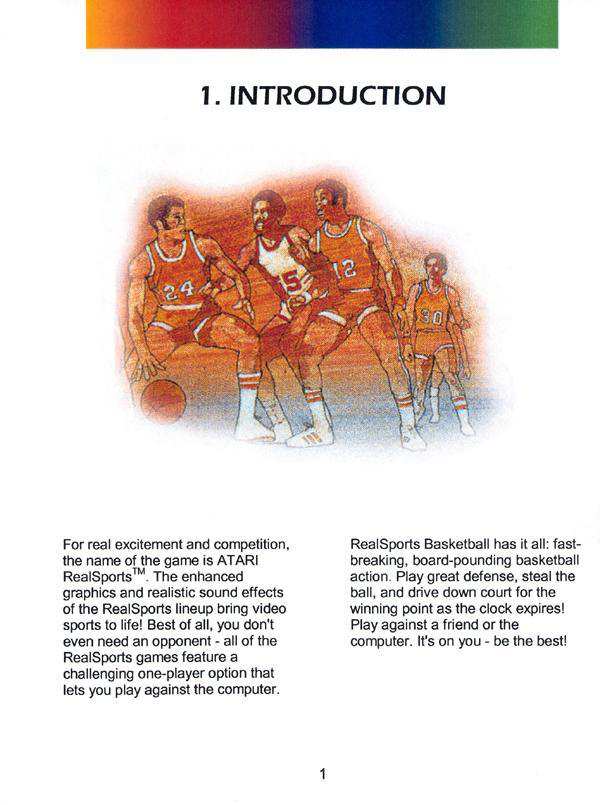 1. INTRODUCTION
24
15
12
30
For real excitement and competition,
the name of the game is ATARI
RealSports™. The enhanced
graphics and realistic sound effects
of the RealSports lineup bring video
sports to life! Best of all, you don't
even need an opponent - all of the
RealSports games feature a
challenging one-player option that
lets you play against the computer.
RealSports Basketball has it all: fast-
breaking, board-pounding basketball
action. Play great defense, steal the
ball, and drive down court for the
winning point as the clock expires!
Play against a friend or the
computer. It's on you - be the best!
1